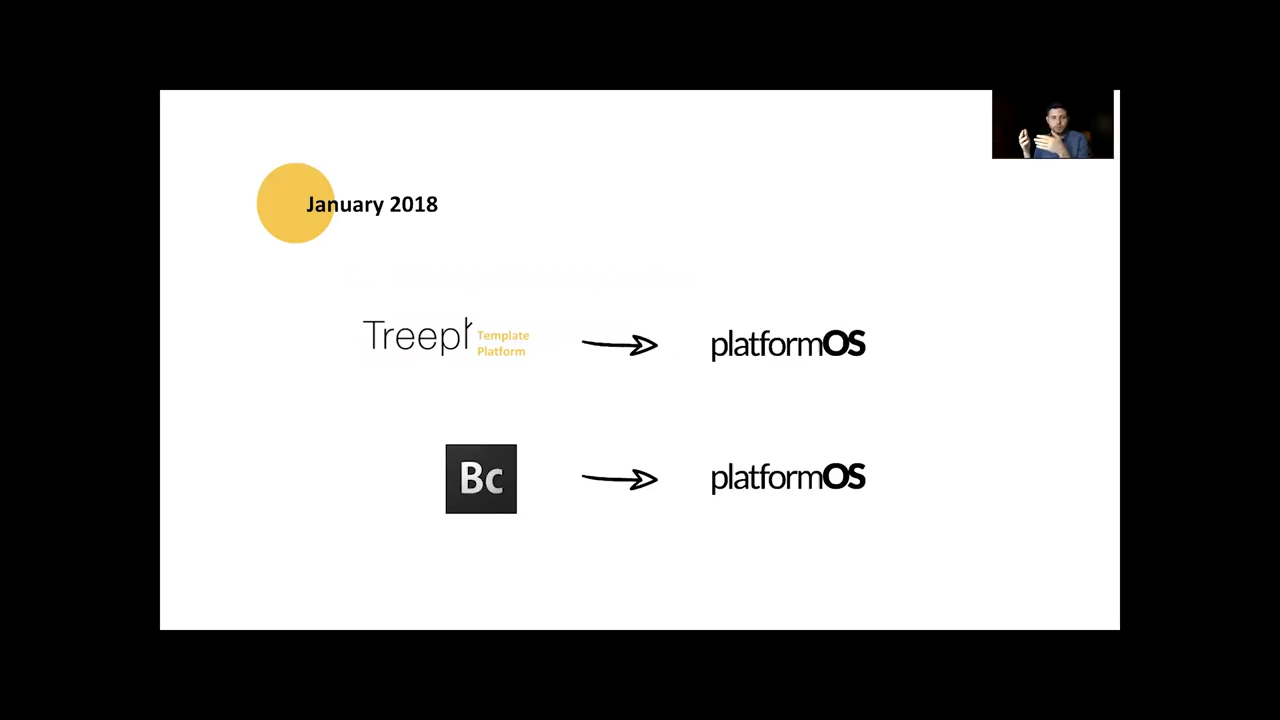 January 2018
Treepl
Template
Platform
platformOS
Bc
platformOS